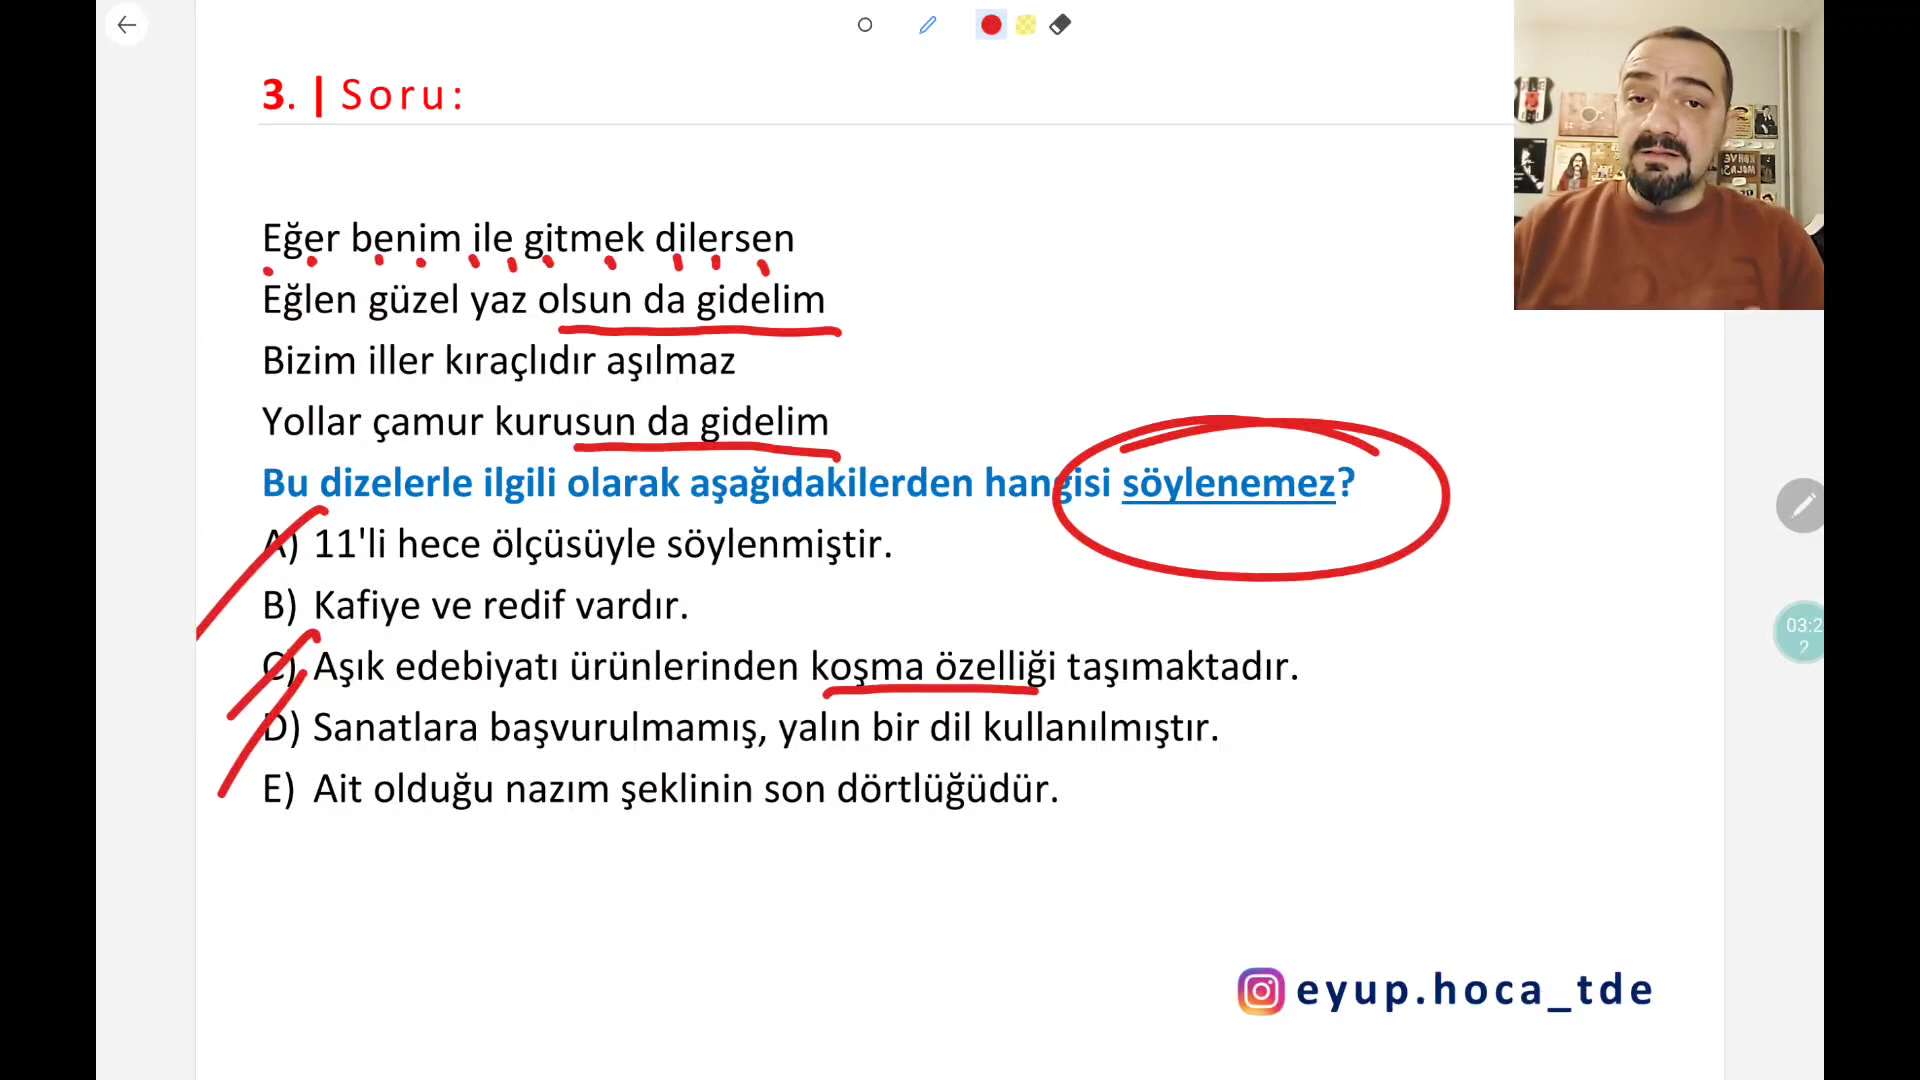 3. | Soru:
Eğer benim ile gitmek dilersen
Eğlen güzel yaz olsun da gidelim
Bizim iller kıraçlıdır aşılmaz
Yollar çamur kurusun da gidelim
Bu dizelerle ilgili olarak aşağıdakilerden hangisi söylenemez?
A) 11'li hece ölçüsüyle söylenmiştir.
B) Kafiye ve redif vardır.
C) Aşık edebiyatı ürünlerinden koşma özelliği taşımaktadır.
D) Sanatlara başvurulmamış, yalın bir dil kullanılmıştır.
E) Ait olduğu nazım şeklinin son dörtlüğüdür.
03:2
2
eyup.hoca_tde